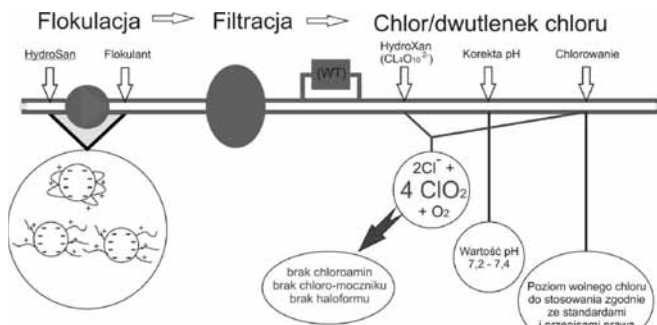 Flokulacja Filtracja Chlor/dwutlenek chloru
HydroSan
Flokulant
(WT)
HydroXan
(CL₄O₁₀²⁻)
Korekta pH
Chlorowanie
2Cl⁻ +
4 ClO₂
+ O₂
brak chloroamin
brak chloro-moczniku
brak haloformu
Wartość pH
7,2 - 7,4
Poziom wolnego chloru
do stosowania zgodnie
ze standardami
i przepisami prawa